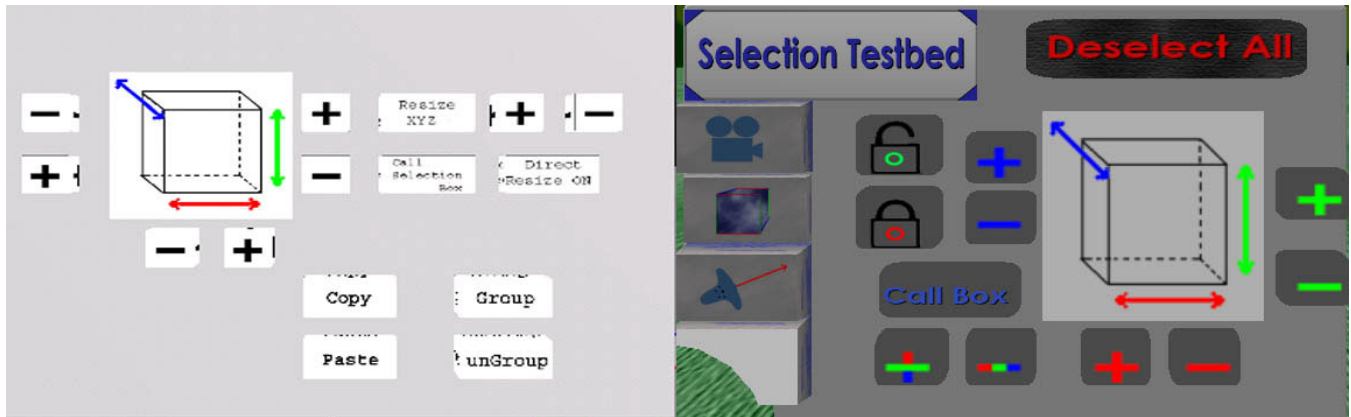 Resize
XYZ
Call
Selection
Box
Direct
Resize ON
Copy
Group
Paste
unGroup
Selection Testbed
Deselect All
Call Box